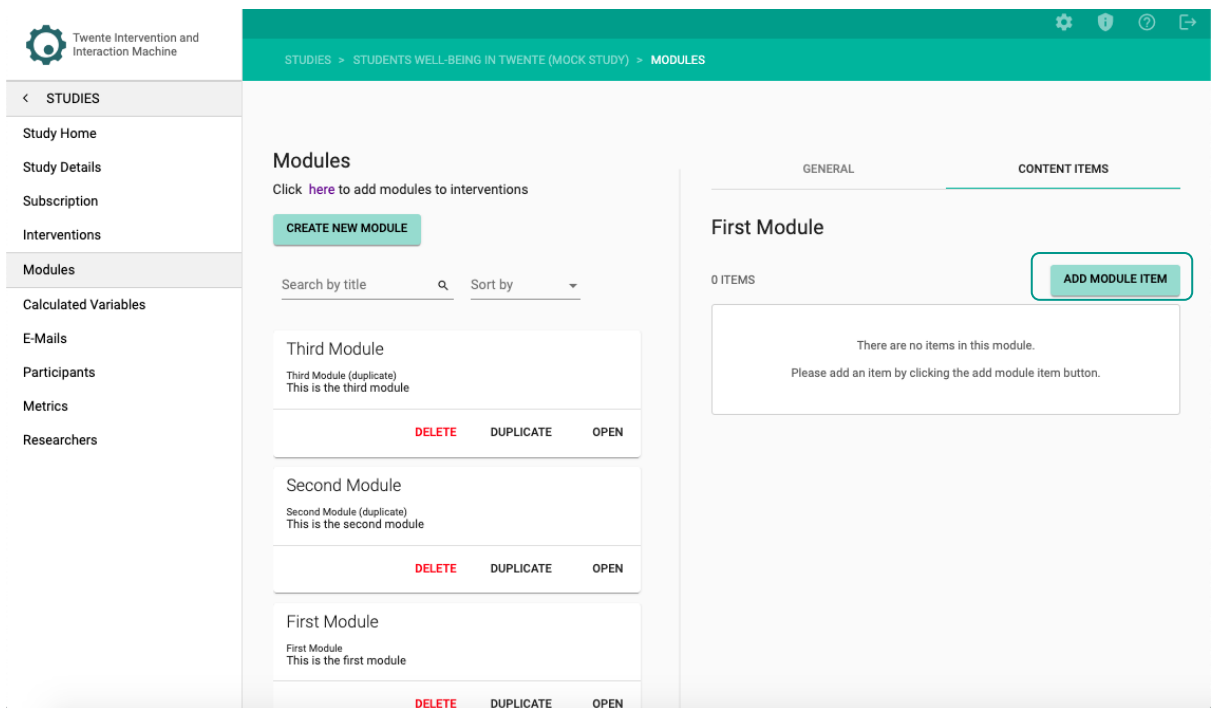 Twente Intervention and
Interaction Machine
STUDIES > STUDENTS WELL-BEING IN TWENTE (MOCK STUDY) > MODULES
< STUDIES
Study Home
Study Details
Subscription
Interventions
Modules
Calculated Variables
E-Mails
Participants
Metrics
Researchers
Modules
Click here to add modules to interventions
CREATE NEW MODULE
Search by title
Sort by
Third Module
Third Module (duplicate)
This is the third module
DELETE DUPLICATE OPEN
Second Module
Second Module (duplicate)
This is the second module
DELETE DUPLICATE OPEN
First Module
First Module
This is the first module
DELETE DUPLICATE OPEN
GENERAL CONTENT ITEMS
First Module
0 ITEMS ADD MODULE ITEM
There are no items in this module.
Please add an item by clicking the add module item button.